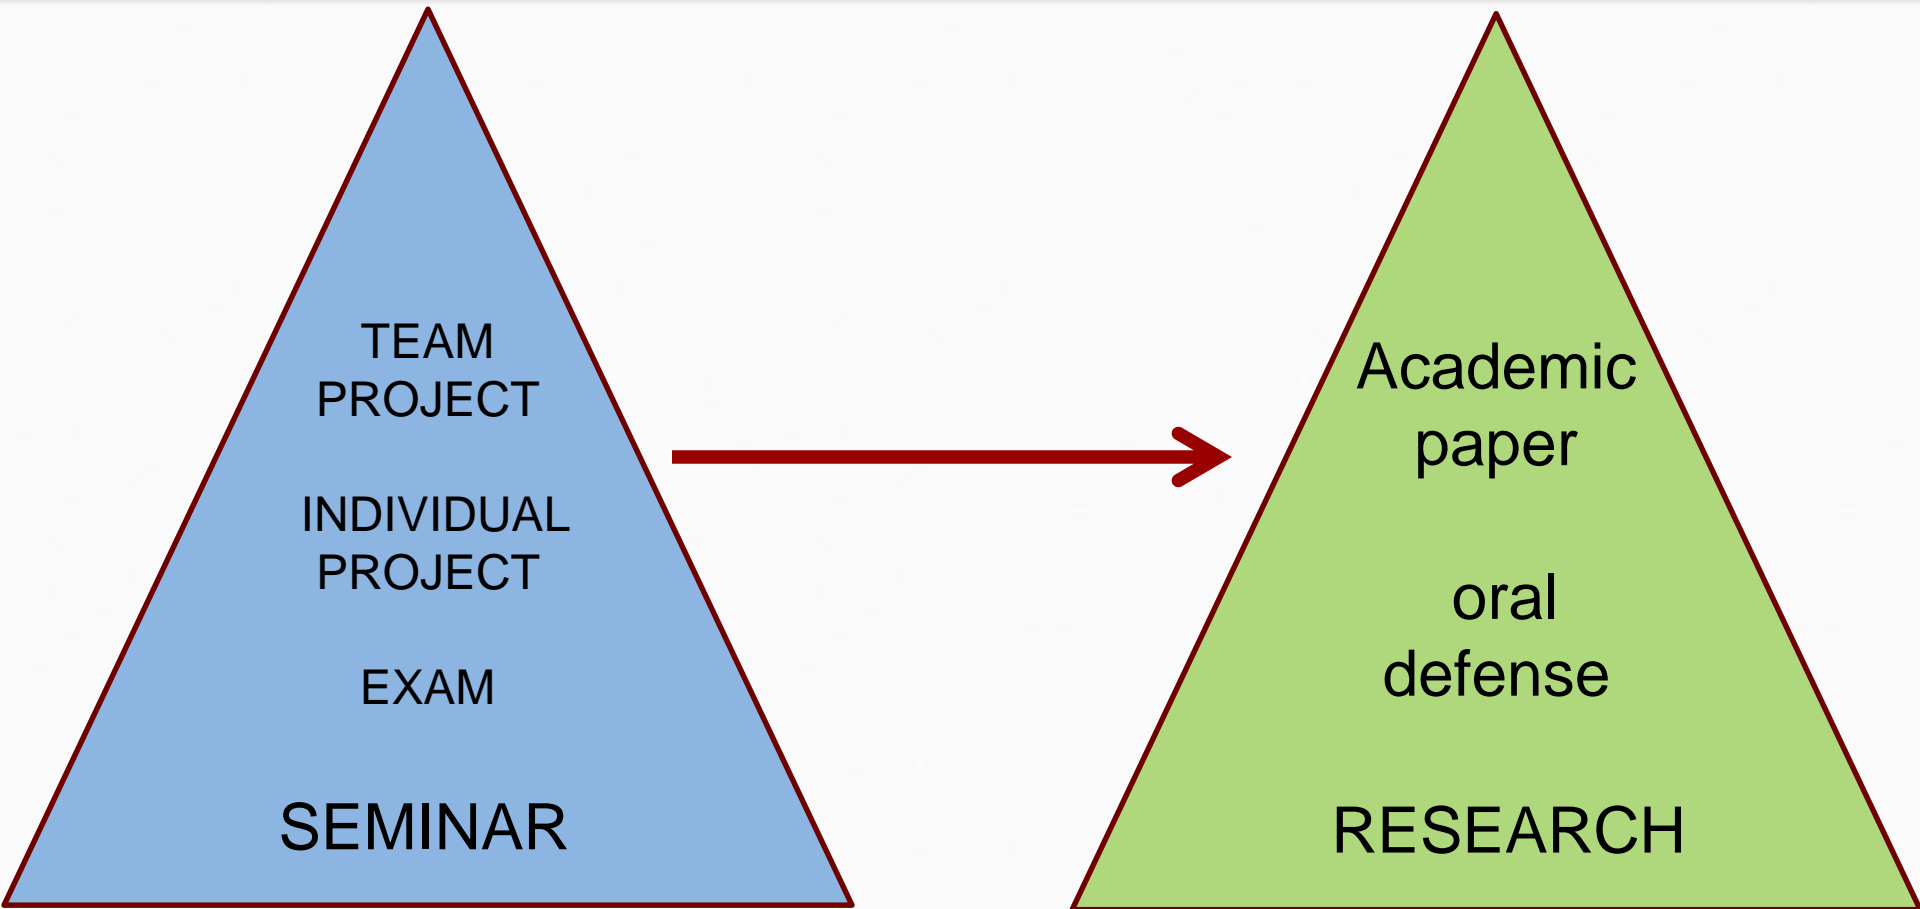 TEAM
PROJECT
INDIVIDUAL
PROJECT
EXAM
SEMINAR
Academic
paper
oral
defense
RESEARCH